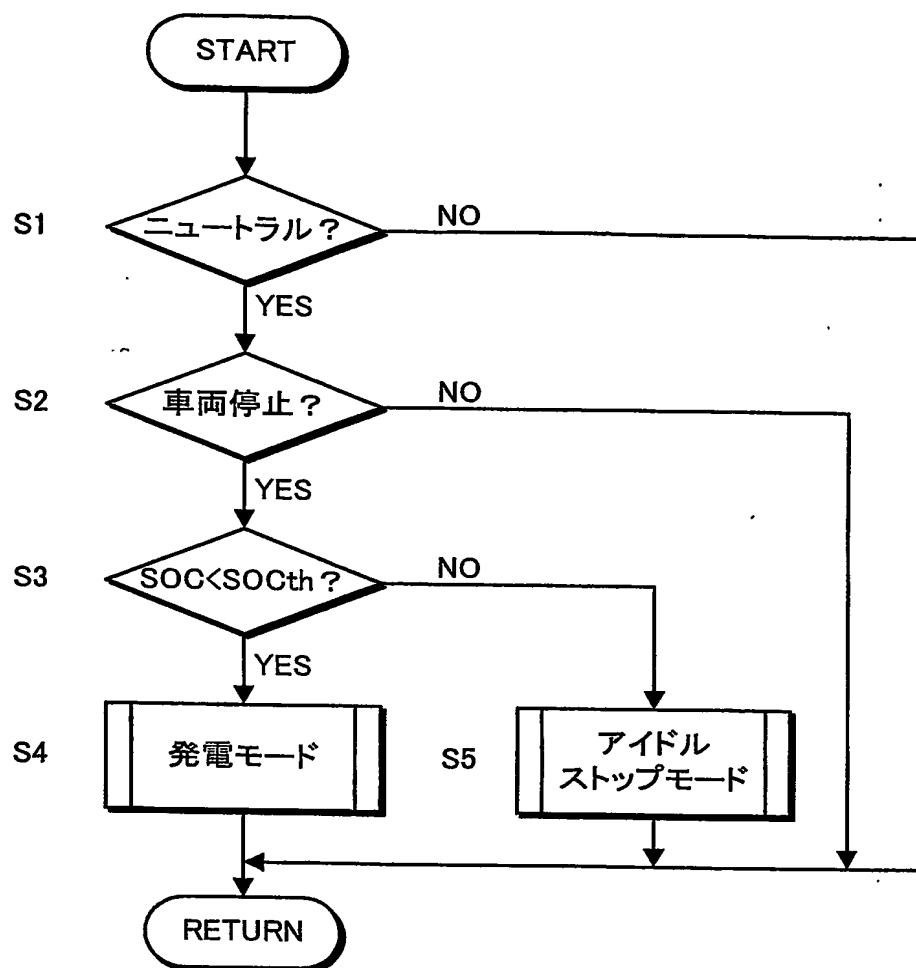 START
S1
ニュートラル?
NO
YES
S2
車両停止?
NO
YES
S3
SOC<SOCth?
NO
YES
S4
発電モード
S5
アイドル
ストップモード
RETURN